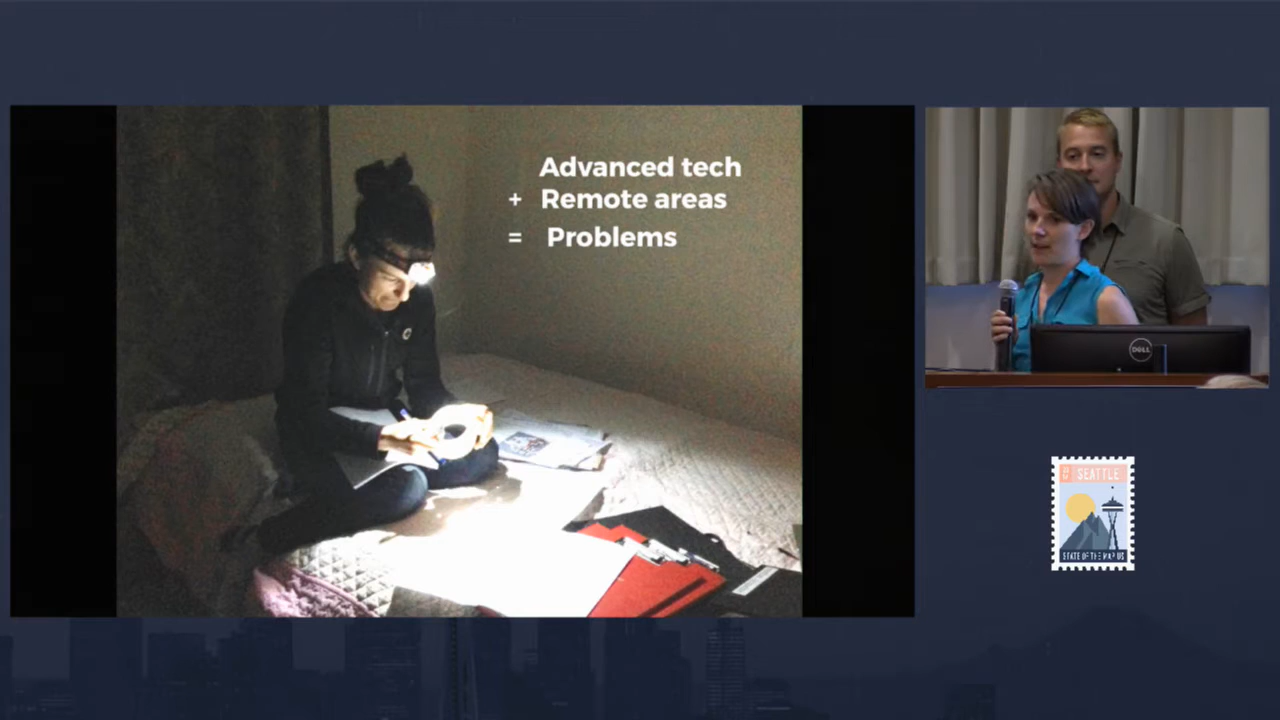 Advanced tech
+ Remote areas
= Problems
DELL
SEATTLE
STATE OF THE MAP US